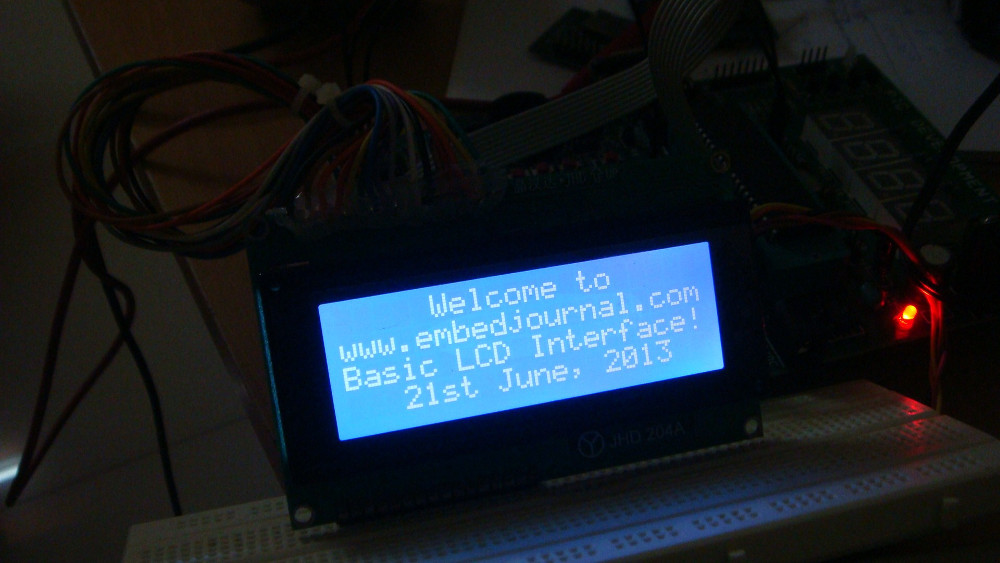 Welcome to
www.embedjournal.com
Basic LCD Interface!
21st June, 2013
JHD 204A